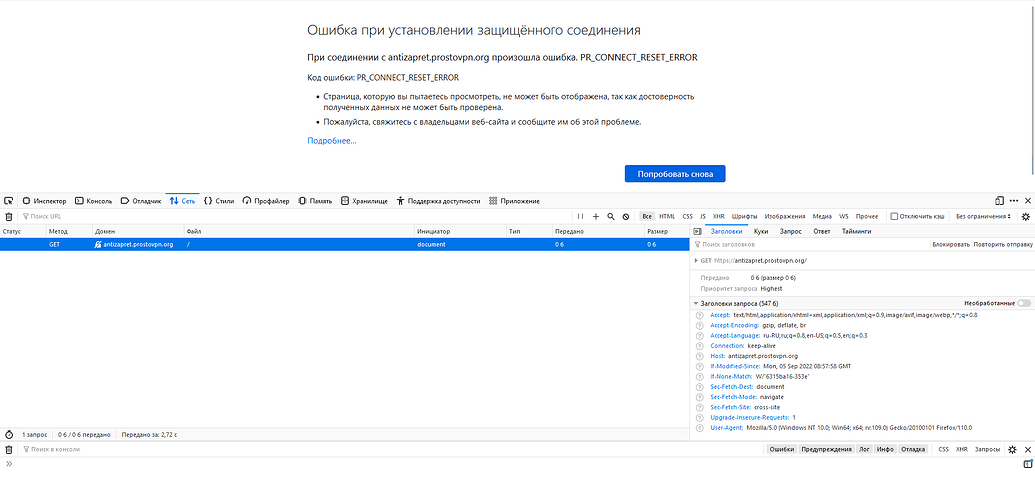 Ошибка при установлении защищённого соединения
При соединении с antizapret.prostovpn.org произошла ошибка. PR_CONNECT_RESET_ERROR
Код ошибки: PR_CONNECT_RESET_ERROR
• Страница, которую вы пытаетесь просмотреть, не может быть отображена, так как достоверность
полученных данных не может быть проверена.
• Пожалуйста, свяжитесь с владельцами веб-сайта и сообщите им об этой проблеме.
Подробнее...
Попробовать снова
Инспектор Консоль Отладчик Сеть Стили Профайлер Память Хранилище Поддержка доступности Приложение
Поиск URL
Все HTML CSS JS XHR Шрифты Изображения Медиа WS Прочее Отключить кэш Без ограничения
Статус Метод Домен Файл Инициатор Тип Передано Размер
GET antizapret.prostovpn.org / document 0 б 0 б
Заголовки Куки Запрос Ответ Тайминги
Поиск заголовков Блокировать Повторить отправку
GET https://antizapret.prostovpn.org/
Передано 0 б (размер 0 б)
Приоритет запроса Highest
Заголовки запроса (547 б) Необработанные
Accept: text/html,application/xhtml+xml,application/xml;q=0.9,image/avif,image/webp,*/*;q=0.8
Accept-Encoding: gzip, deflate, br
Accept-Language: ru-RU,ru;q=0.8,en-US;q=0.5,en;q=0.3
Connection: keep-alive
Host: antizapret.prostovpn.org
If-Modified-Since: Mon, 05 Sep 2022 08:57:58 GMT
If-None-Match: W/"6315ba16-353e"
Sec-Fetch-Dest: document
Sec-Fetch-Mode: navigate
Sec-Fetch-Site: cross-site
Upgrade-Insecure-Requests: 1
User-Agent: Mozilla/5.0 (Windows NT 10.0; Win64; x64; rv:109.0) Gecko/20100101 Firefox/110.0
1 запрос 0 б / 0 б передано Передано за: 2,72 с
Поиск в консоли
Ошибки Предупреждения Лог Инфо Отладка CSS XHR Запросы